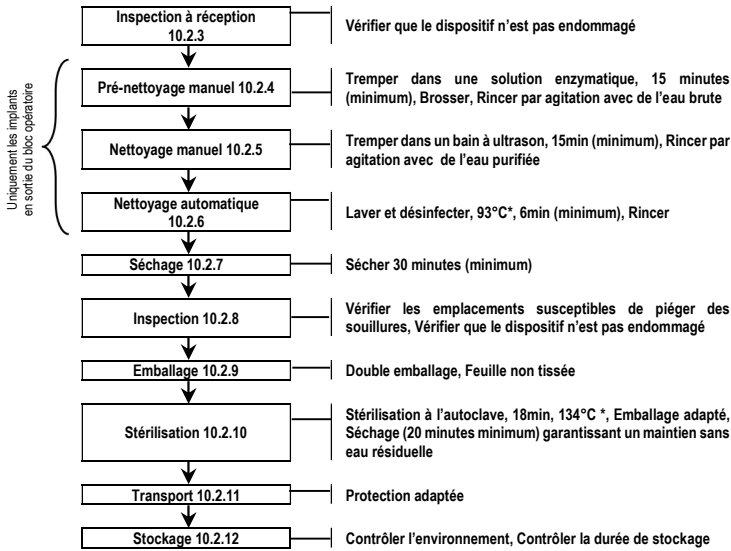 Inspection à réception
10.2.3
Vérifier que le dispositif n'est pas endommagé
Uniquement les implants
en sortie du bloc opératoire
Pré-nettoyage manuel 10.2.4
Tremper dans une solution enzymatique, 15 minutes
(minimum), Brosser, Rincer par agitation avec de l'eau brute
Nettoyage manuel 10.2.5
Tremper dans un bain à ultrason, 15min (minimum), Rincer par
agitation avec de l'eau purifiée
Nettoyage automatique
10.2.6
Laver et désinfecter, 93°C*, 6min (minimum), Rincer
Séchage 10.2.7
Sécher 30 minutes (minimum)
Inspection 10.2.8
Vérifier les emplacements susceptibles de piéger des
souillures, Vérifier que le dispositif n'est pas endommagé
Emballage 10.2.9
Double emballage, Feuille non tissée
Stérilisation 10.2.10
Stérilisation à l'autoclave, 18min, 134°C *, Emballage adapté,
Séchage (20 minutes minimum) garantissant un maintien sans
eau résiduelle
Transport 10.2.11
Protection adaptée
Stockage 10.2.12
Contrôler l'environnement, Contrôler la durée de stockage